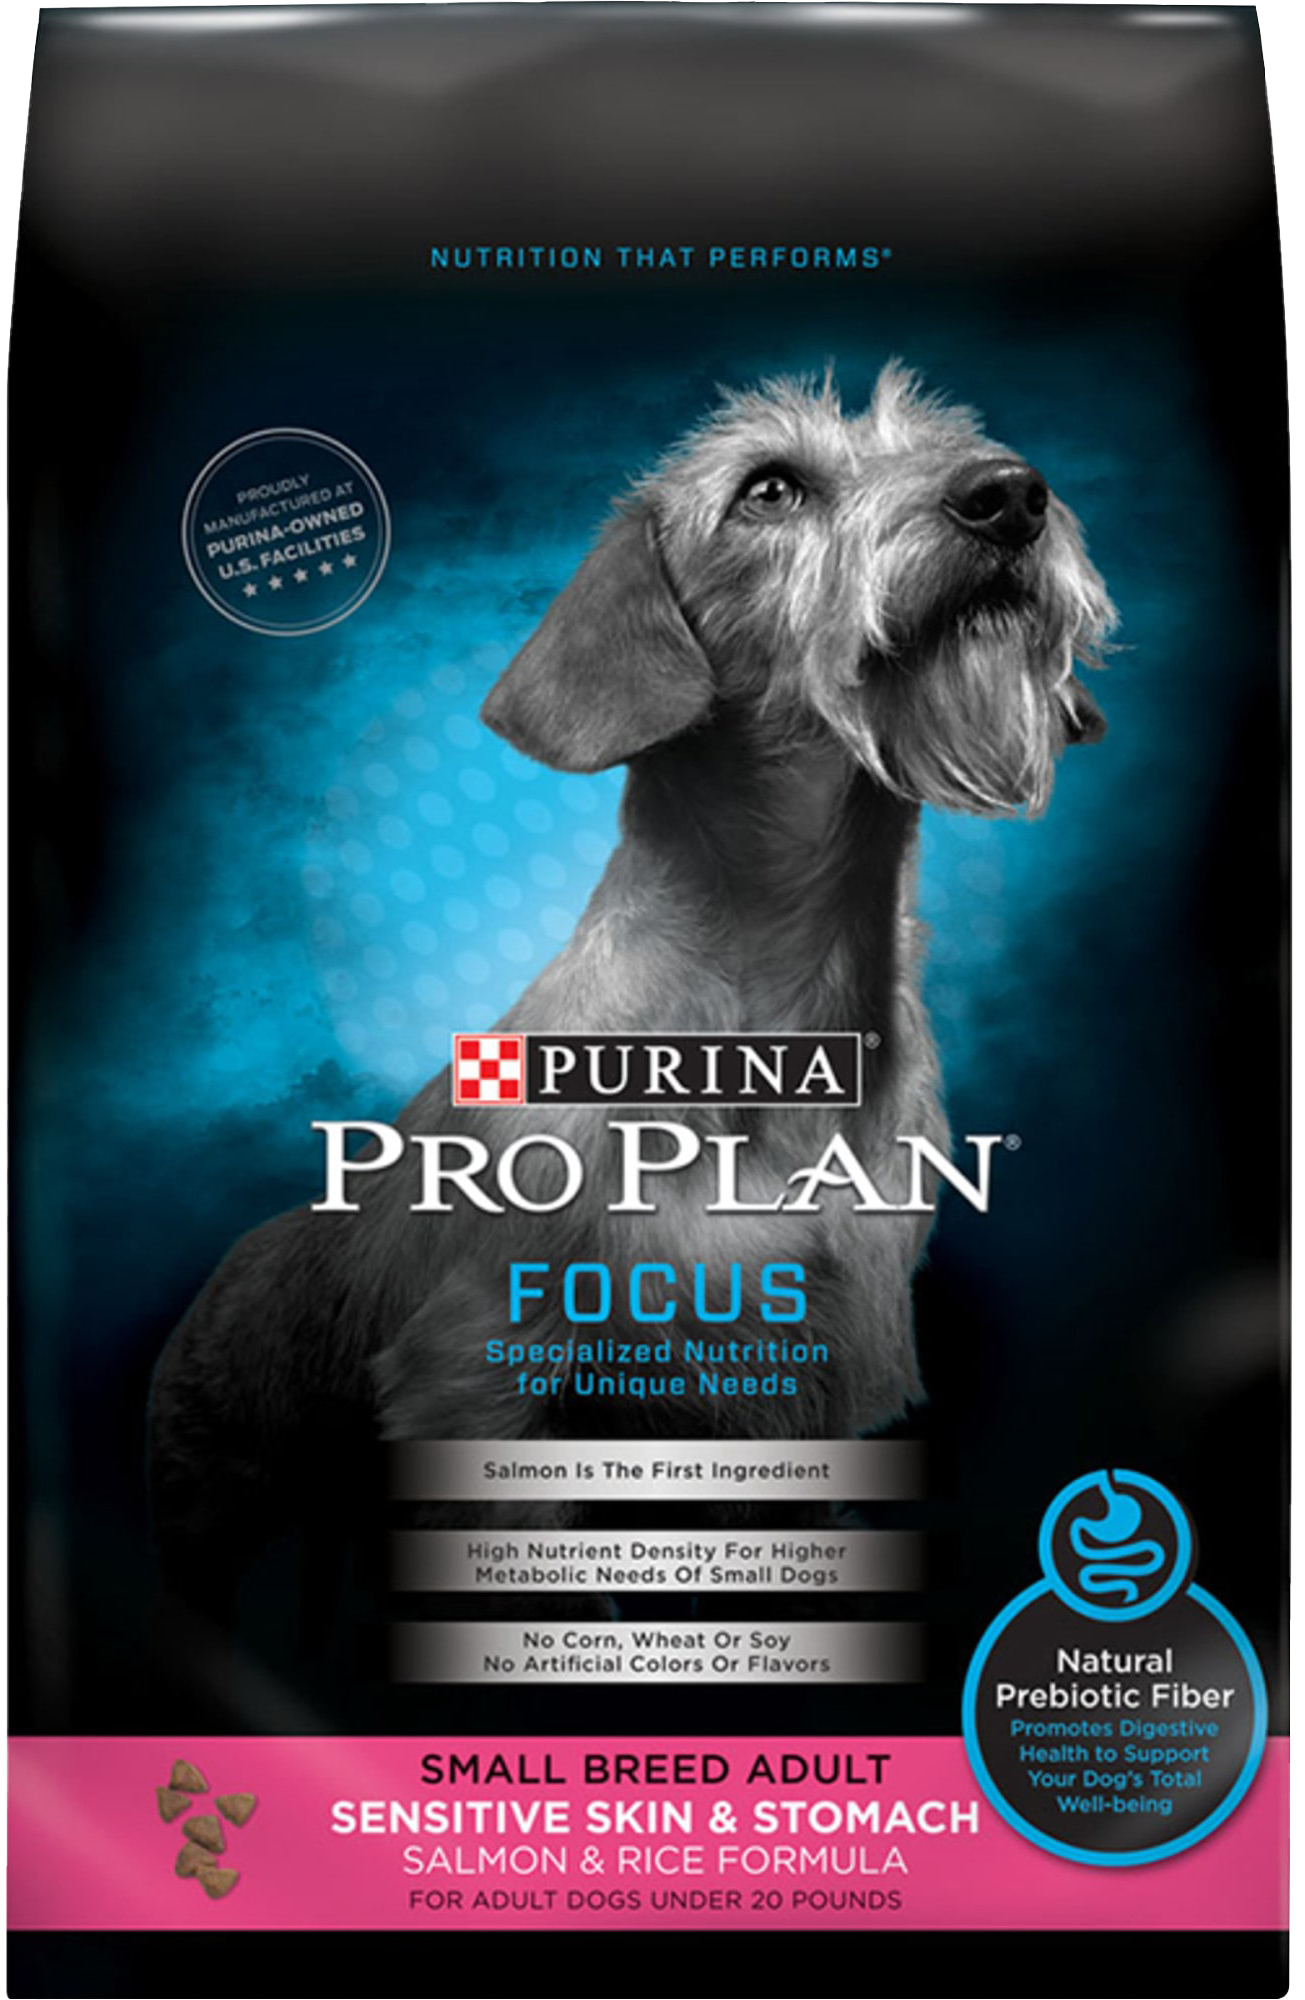 NUTRITION THAT PERFORMS®
PROUDLY
MANUFACTURED AT
PURINA-OWNED
U.S. FACILITIES
PURINA®
PRO PLAN®
FOCUS
Specialized Nutrition
for Unique Needs
Salmon Is The First Ingredient
High Nutrient Density For Higher
Metabolic Needs Of Small Dogs
No Corn, Wheat Or Soy
No Artificial Colors Or Flavors
Natural
Prebiotic Fiber
Promotes Digestive
Health to Support
Your Dog's Total
Well-being
SMALL BREED ADULT
SENSITIVE SKIN & STOMACH
SALMON & RICE FORMULA
FOR ADULT DOGS UNDER 20 POUNDS